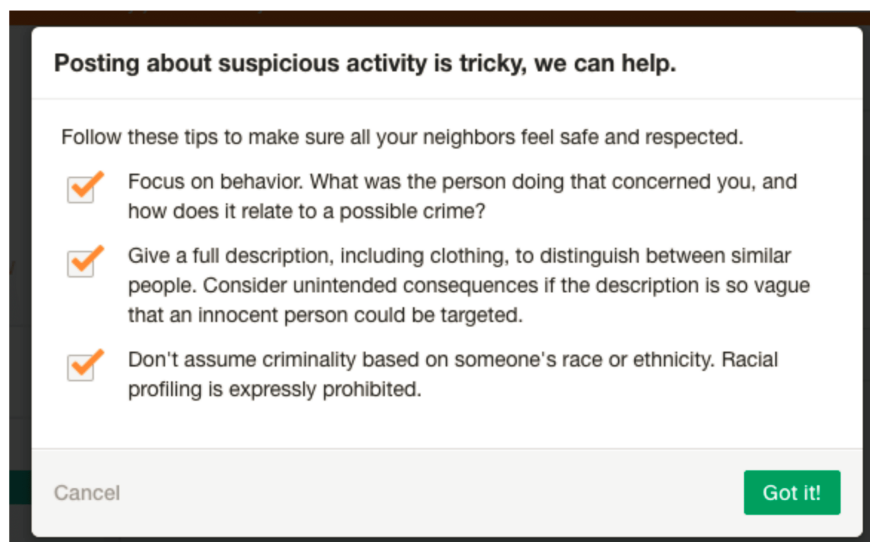 Posting about suspicious activity is tricky, we can help.
Follow these tips to make sure all your neighbors feel safe and respected.
Focus on behavior. What was the person doing that concerned you, and
how does it relate to a possible crime?
Give a full description, including clothing, to distinguish between similar
people. Consider unintended consequences if the description is so vague
that an innocent person could be targeted.
Don't assume criminality based on someone's race or ethnicity. Racial
profiling is expressly prohibited.
Cancel
Got it!